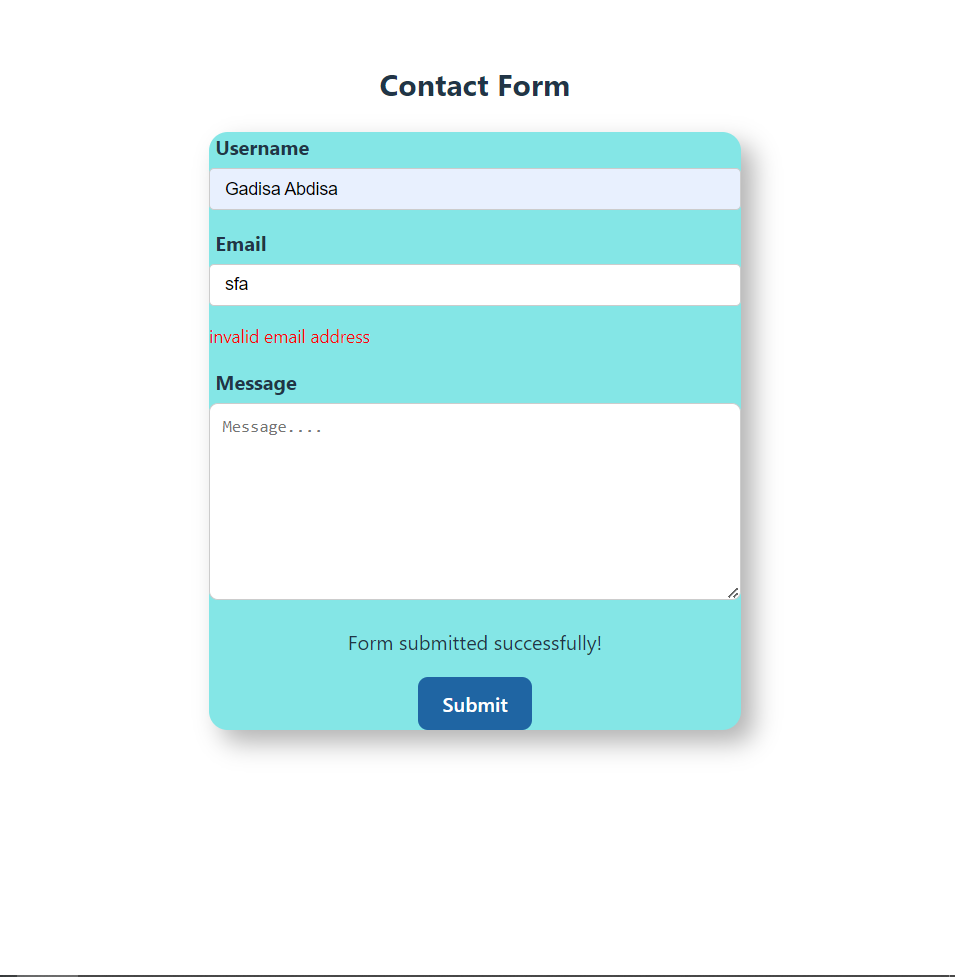 Contact Form
Username
Gadisa Abdisa
Email
sfa
invalid email address
Message
Message....
Form submitted successfully!
Submit